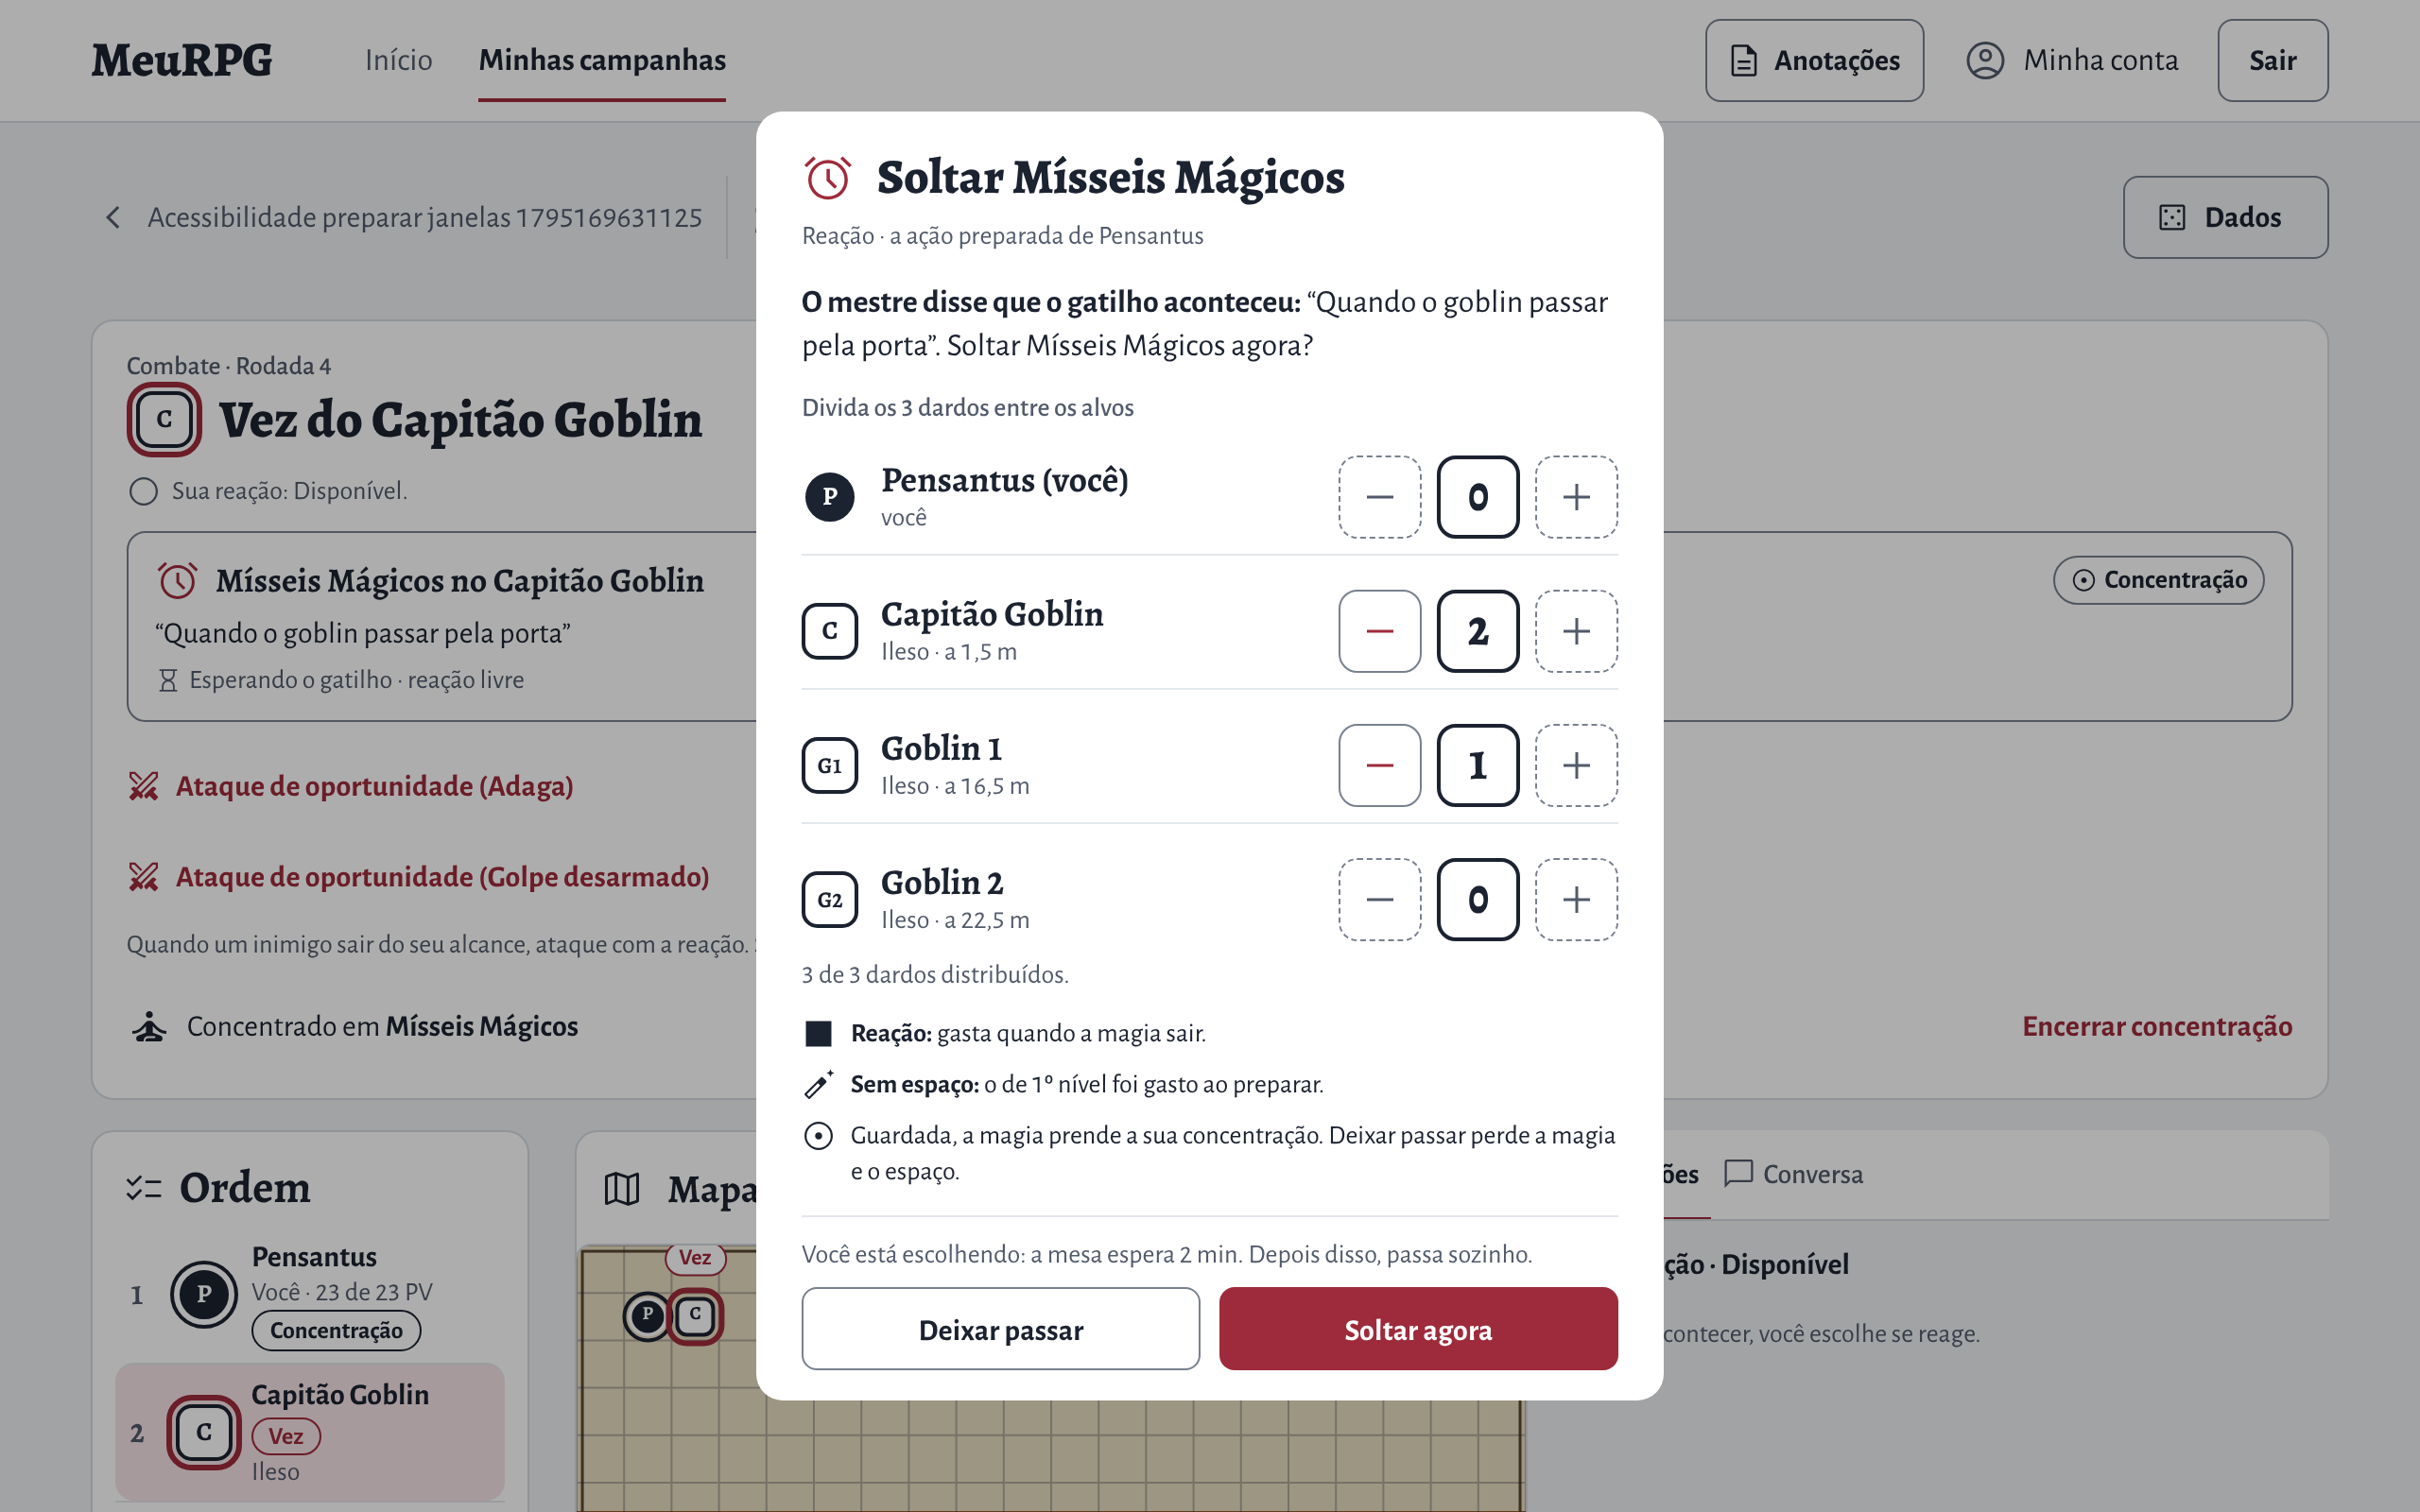 MeuRPG
Início
Minhas campanhas
Anotações
Minha conta
Sair
Acessibilidade preparar janelas 1795169631125
Dados
Combate · Rodada 4
C
Vez do Capitão Goblin
Sua reação: Disponível.
Mísseis Mágicos no Capitão Goblin
“Quando o goblin passar pela porta”
Esperando o gatilho · reação livre
Concentração
Ataque de oportunidade (Adaga)
Ataque de oportunidade (Golpe desarmado)
Quando um inimigo sair do seu alcance, ataque com a reação.
Concentrado em Mísseis Mágicos
Encerrar concentração
Soltar Mísseis Mágicos
Reação · a ação preparada de Pensantus
O mestre disse que o gatilho aconteceu: “Quando o goblin passar
pela porta”. Soltar Mísseis Mágicos agora?
Divida os 3 dardos entre os alvos
P
Pensantus (você)
você
0
C
Capitão Goblin
Ileso · a 1,5 m
2
G1
Goblin 1
Ileso · a 16,5 m
1
G2
Goblin 2
Ileso · a 22,5 m
0
3 de 3 dardos distribuídos.
Reação: gasta quando a magia sair.
Sem espaço: o de 1º nível foi gasto ao preparar.
Guardada, a magia prende a sua concentração. Deixar passar perde a magia
e o espaço.
Você está escolhendo: a mesa espera 2 min. Depois disso, passa sozinho.
Deixar passar
Soltar agora
Ordem
1
P
Pensantus
Você · 23 de 23 PV
Concentração
2
C
Capitão Goblin
Vez
Ileso
Mapa
Vez
P
C
ões
Conversa
ção · Disponível
contecer, você escolhe se reage.